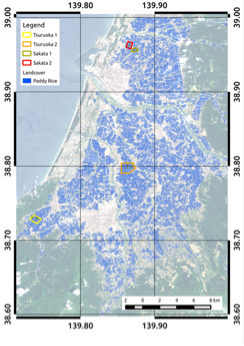 139.80 139.90
39.00 39.00
Legend
Tsuruoka 1
Tsuruoka 2
Sakata 1
Sakata 2
Landcover
Paddy Rice
38.90 38.90
38.80 38.80
38.70 38.70
2 0 2 4 6 8 km
38.60 38.60
139.80 139.90